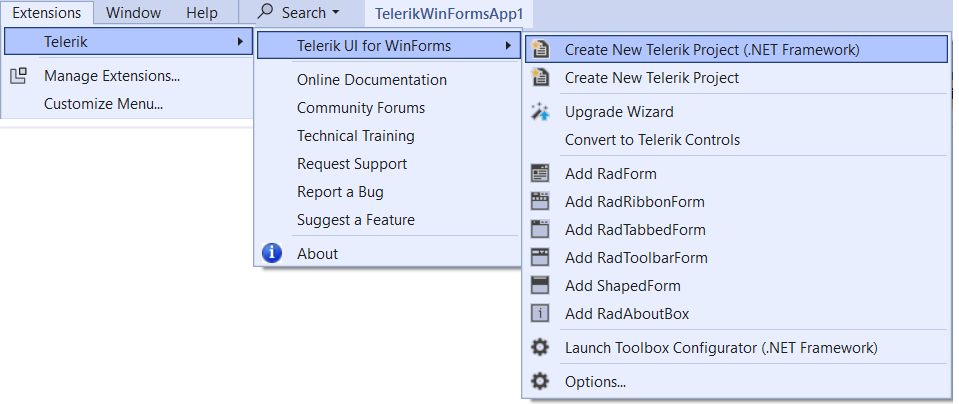 Extensions Window Help Search TelerikWinFormsApp1
Telerik
Manage Extensions...
Customize Menu...
Telerik UI for WinForms
Online Documentation
Community Forums
Technical Training
Request Support
Report a Bug
Suggest a Feature
About
Create New Telerik Project (.NET Framework)
Create New Telerik Project
Upgrade Wizard
Convert to Telerik Controls
Add RadForm
Add RadRibbonForm
Add RadTabbedForm
Add RadToolbarForm
Add ShapedForm
Add RadAboutBox
Launch Toolbox Configurator (.NET Framework)
Options...